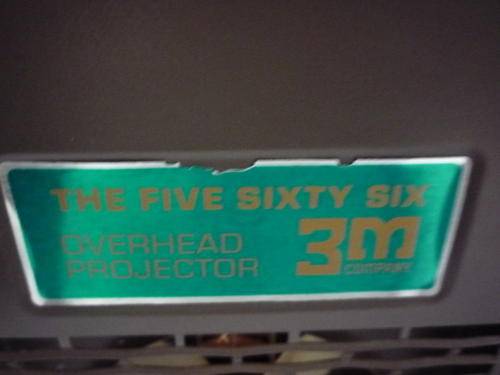 THE FIVE SIXTY SIX
OVERHEAD
PROJECTOR
3M
COMPANY